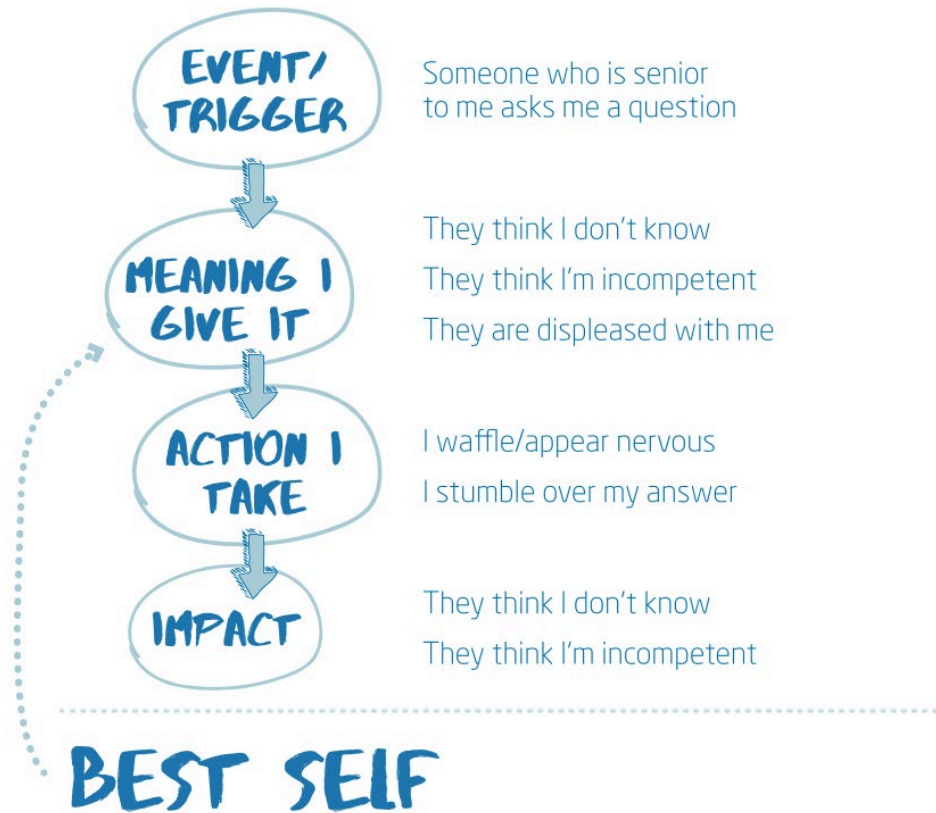 EVENT/
TRIGGER
Someone who is senior
to me asks me a question
MEANING I
GIVE IT
They think I don't know
They think I'm incompetent
They are displeased with me
ACTION I
TAKE
I waffle/appear nervous
I stumble over my answer
IMPACT
They think I don't know
They think I'm incompetent
BEST SELF